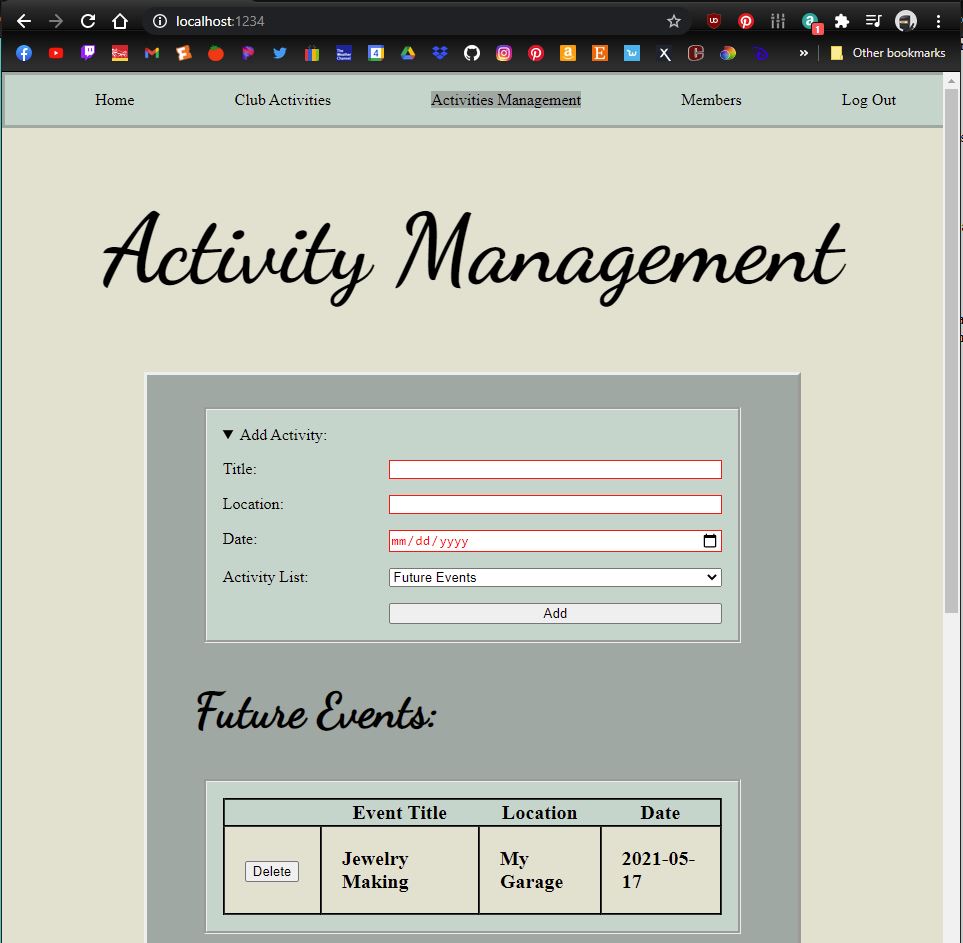 localhost:1234
1
The Weather Channel
4
» Other bookmarks
Home Club Activities Activities Management Members Log Out
Activity Management
▼ Add Activity:
Title:
Location:
Date: mm/dd/yyyy
Activity List: Future Events
Add
Future Events:
Event Title Location Date
Delete Jewelry Making My Garage 2021-05-17